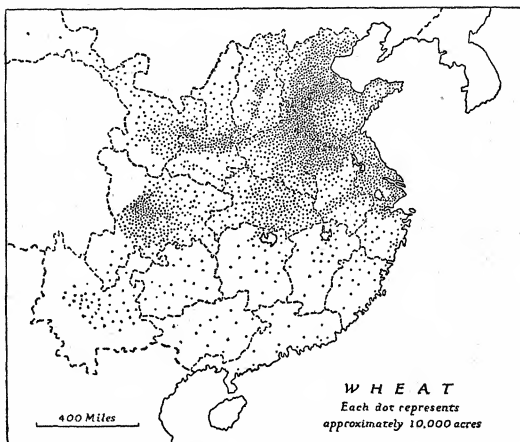 WHEAT
Each dot represents
approximately 10,000 acres
400 Miles